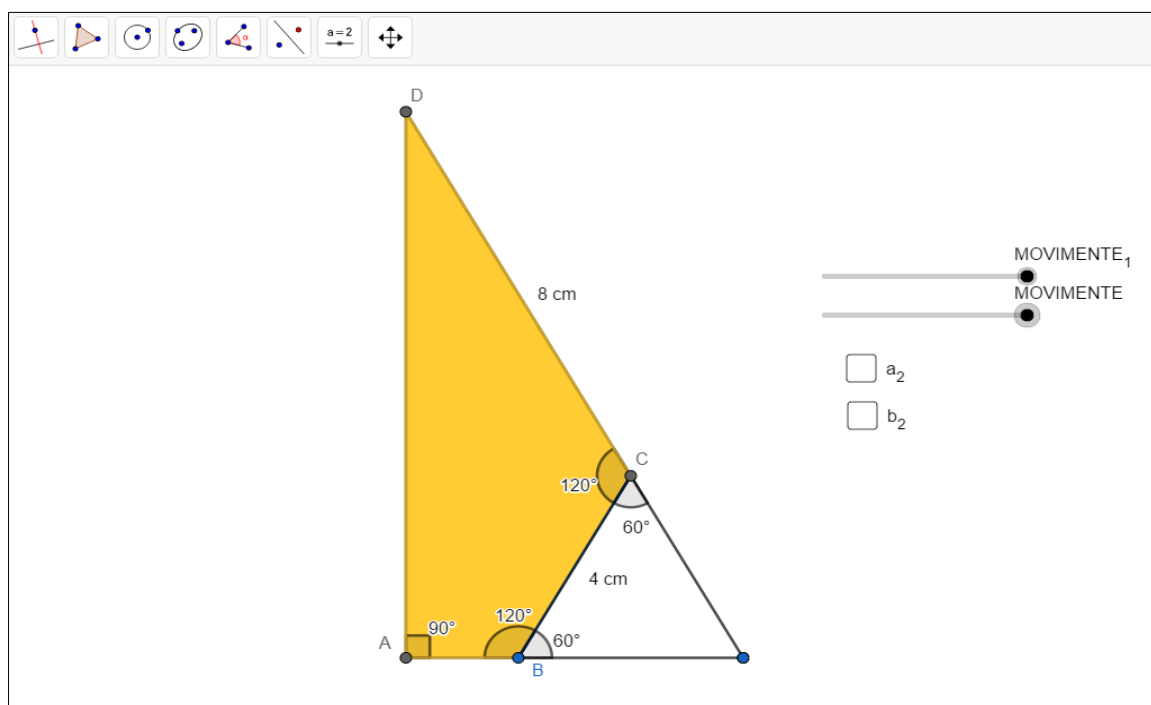 a = 2
D
MOVIMENTE₁
8 cm
MOVIMENTE
a₂
b₂
C
120°
60°
4 cm
120°
90°
60°
A
B